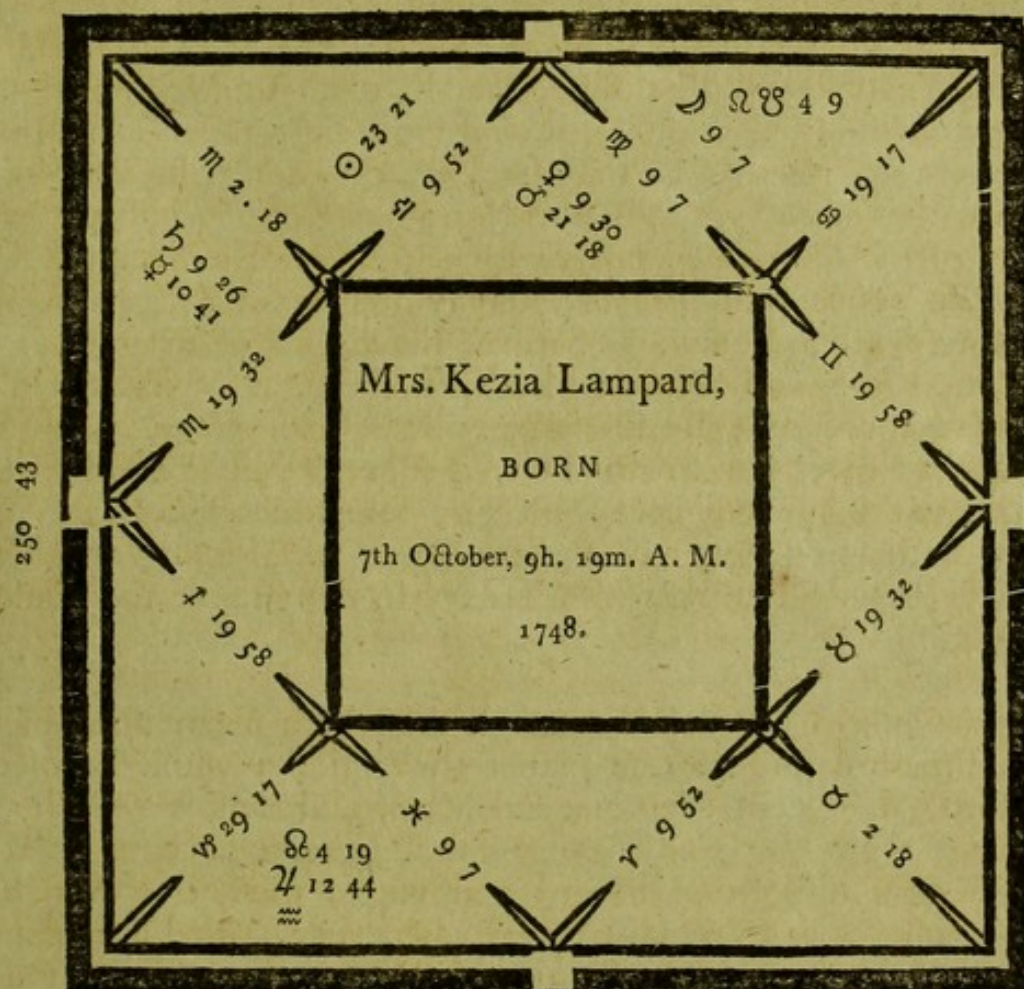 ☽ ♌ ☋ 4 9
9 7
☉ 23 21
♎ 9 52
♍ 9 7
♋ 19 17
♀ 9 30
♂ 21 18
♏ 2. 18
♄ 9 26
☿ 10 41
♏ 19 32
♊ 19 58
Mrs. Kezia Lampard,
BORN
7th October, 9h. 19m. A. M.
1748.
250 43
♐ 19 58
♉ 19 32
♑ 29 17
☊ 4 19
♃ 12 44
♒
♓ 9 7
♈ 9 52
♉ 2 18